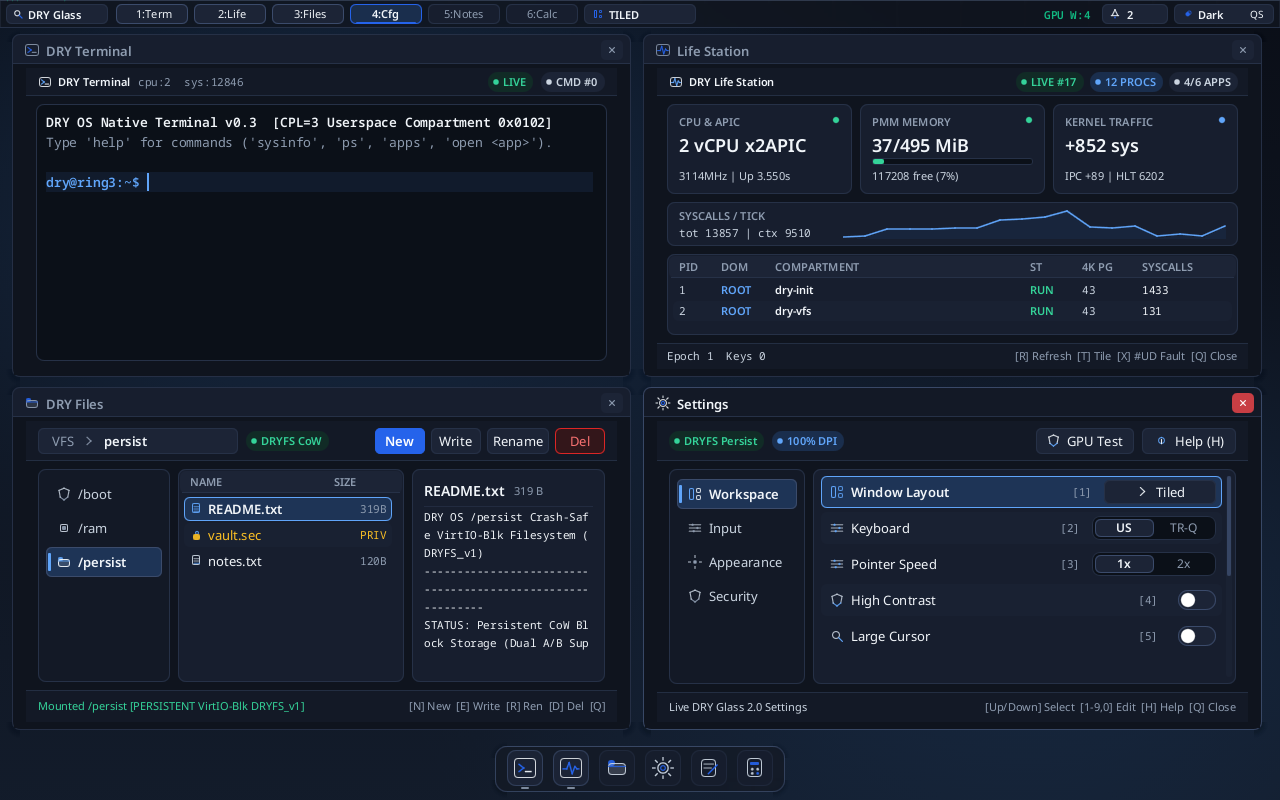 DRY Glass 1:Term 2:Life 3:Files 4:Cfg 5:Notes 6:Calc TILED GPU W:4 2 Dark QS
DRY Terminal
DRY Terminal cpu:2 sys:12846 LIVE CMD #0
DRY OS Native Terminal v0.3 [CPL=3 Userspace Compartment 0x0102]
Type 'help' for commands ('sysinfo', 'ps', 'apps', 'open <app>').
dry@ring3:~$
Life Station
DRY Life Station LIVE #17 12 PROCS 4/6 APPS
CPU & APIC
2 vCPU x2APIC
3114MHz | Up 3.550s
PMM MEMORY
37/495 MiB
117208 free (7%)
KERNEL TRAFFIC
+852 sys
IPC +89 | HLT 6202
SYSCALLS / TICK
tot 13857 | ctx 9510
PID DOM COMPARTMENT ST 4K PG SYSCALLS
1 ROOT dry-init RUN 43 1433
2 ROOT dry-vfs RUN 43 131
Epoch 1 Keys 0 [R] Refresh [T] Tile [X] #UD Fault [Q] Close
DRY Files
VFS > persist DRYFS CoW New Write Rename Del
/boot
/ram
/persist
NAME SIZE
README.txt 319B
vault.sec PRIV
notes.txt 120B
README.txt 319 B
DRY OS /persist Crash-Saf
e VirtIO-Blk Filesystem (
DRYFS_v1)
-------------------------
-------------------------
---------
STATUS: Persistent CoW Bl
ock Storage (Dual A/B Sup
Mounted /persist [PERSISTENT VirtIO-Blk DRYFS_v1] [N] New [E] Write [R] Ren [D] Del [Q]
Settings
DRYFS Persist 100% DPI GPU Test Help (H)
Workspace
Input
Appearance
Security
Window Layout [1] > Tiled
Keyboard [2] US TR-Q
Pointer Speed [3] 1x 2x
High Contrast [4]
Large Cursor [5]
Live DRY Glass 2.0 Settings [Up/Down] Select [1-9,0] Edit [H] Help [Q] Close